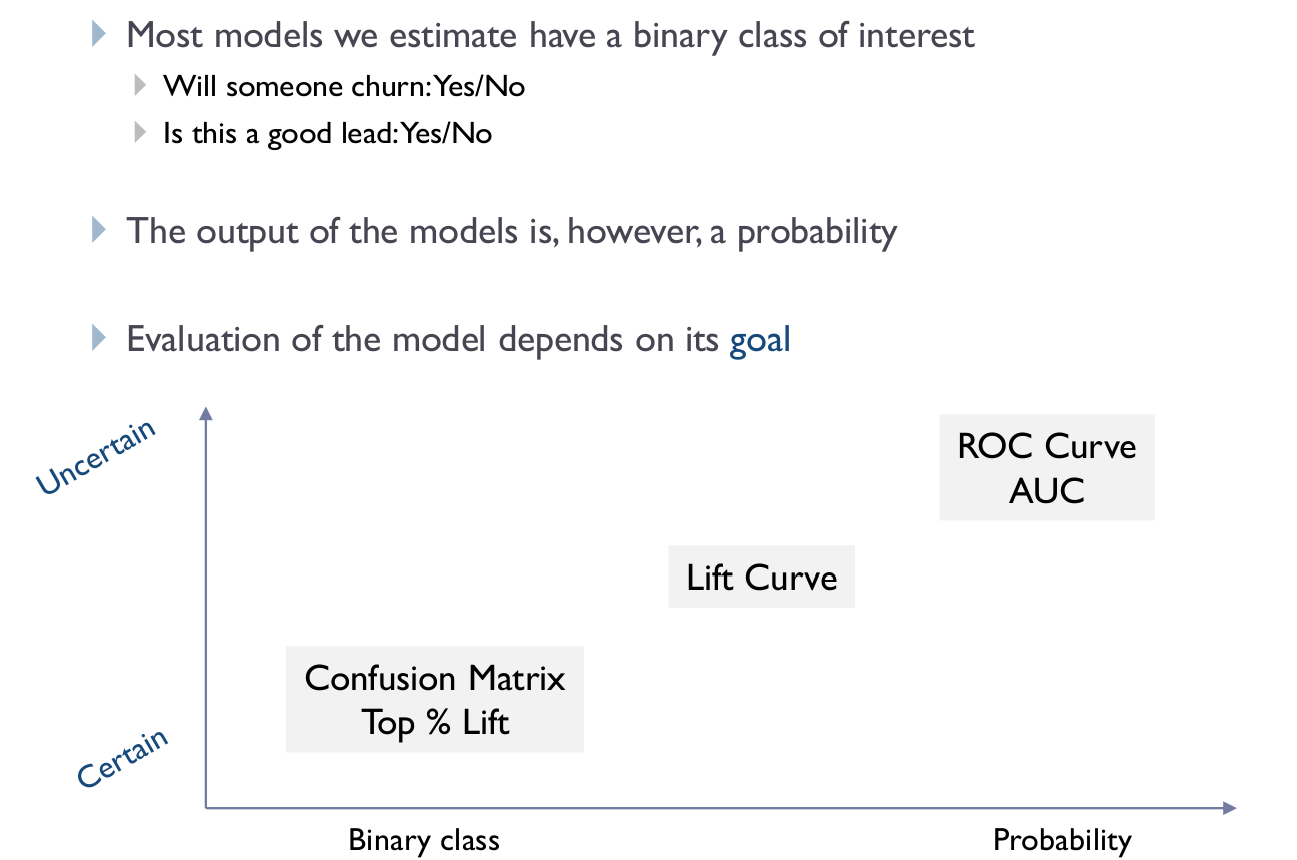 Most models we estimate have a binary class of interest
Will someone churn: Yes/No
Is this a good lead: Yes/No
The output of the models is, however, a probability
Evaluation of the model depends on its goal
Uncertain
ROC Curve
AUC
Lift Curve
Confusion Matrix
Top % Lift
Certain
Binary class
Probability